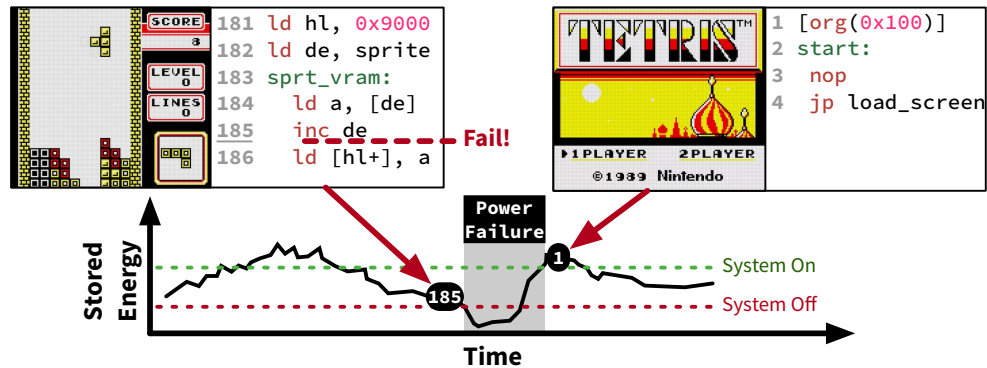 SCORE
8
LEVEL
0
LINES
0
181 ld hl, 0x9000
182 ld de, sprite
183 sprt_vram:
184 ld a, [de]
185 inc de
Fail!
186 ld [hl+], a
TETRIS™
▶1PLAYER 2PLAYER
©1989 Nintendo
1 [org(0x100)]
2 start:
3 nop
4 jp load_screen
Power
Failure
Stored
Energy
185
1
System On
System Off
Time